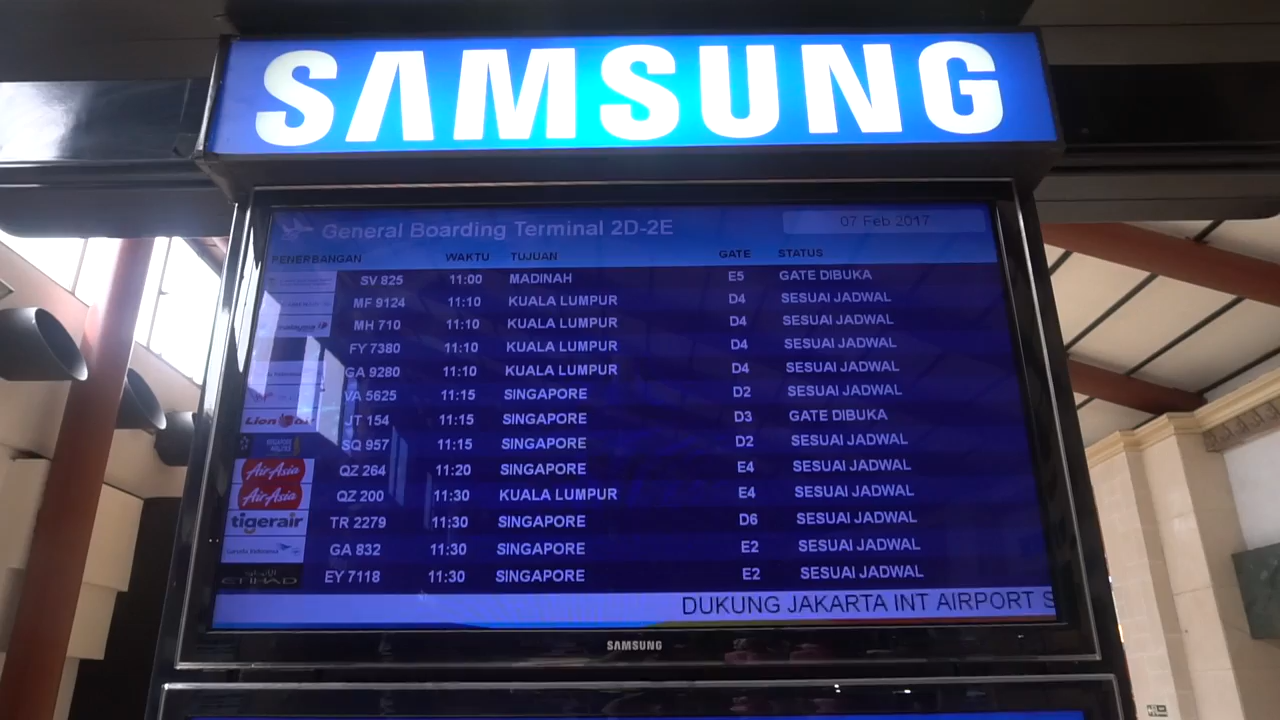 SAMSUNG
General Boarding Terminal 2D-2E 07 Feb 2017
PENERBANGAN WAKTU TUJUAN GATE STATUS
SV 825 11:00 MADINAH E5 GATE DIBUKA
MF 9124 11:10 KUALA LUMPUR D4 SESUAI JADWAL
malaysia MH 710 11:10 KUALA LUMPUR D4 SESUAI JADWAL
FY 7380 11:10 KUALA LUMPUR D4 SESUAI JADWAL
GA 9280 11:10 KUALA LUMPUR D4 SESUAI JADWAL
VA 5625 11:15 SINGAPORE D2 SESUAI JADWAL
Lion air JT 154 11:15 SINGAPORE D3 GATE DIBUKA
SINGAPORE AIRLINES SQ 957 11:15 SINGAPORE D2 SESUAI JADWAL
AirAsia QZ 264 11:20 SINGAPORE E4 SESUAI JADWAL
AirAsia QZ 200 11:30 KUALA LUMPUR E4 SESUAI JADWAL
tigerair TR 2279 11:30 SINGAPORE D6 SESUAI JADWAL
Garuda Indonesia GA 832 11:30 SINGAPORE E2 SESUAI JADWAL
ETIHAD EY 7118 11:30 SINGAPORE E2 SESUAI JADWAL
DUKUNG JAKARTA INT AIRPORT S
SAMSUNG